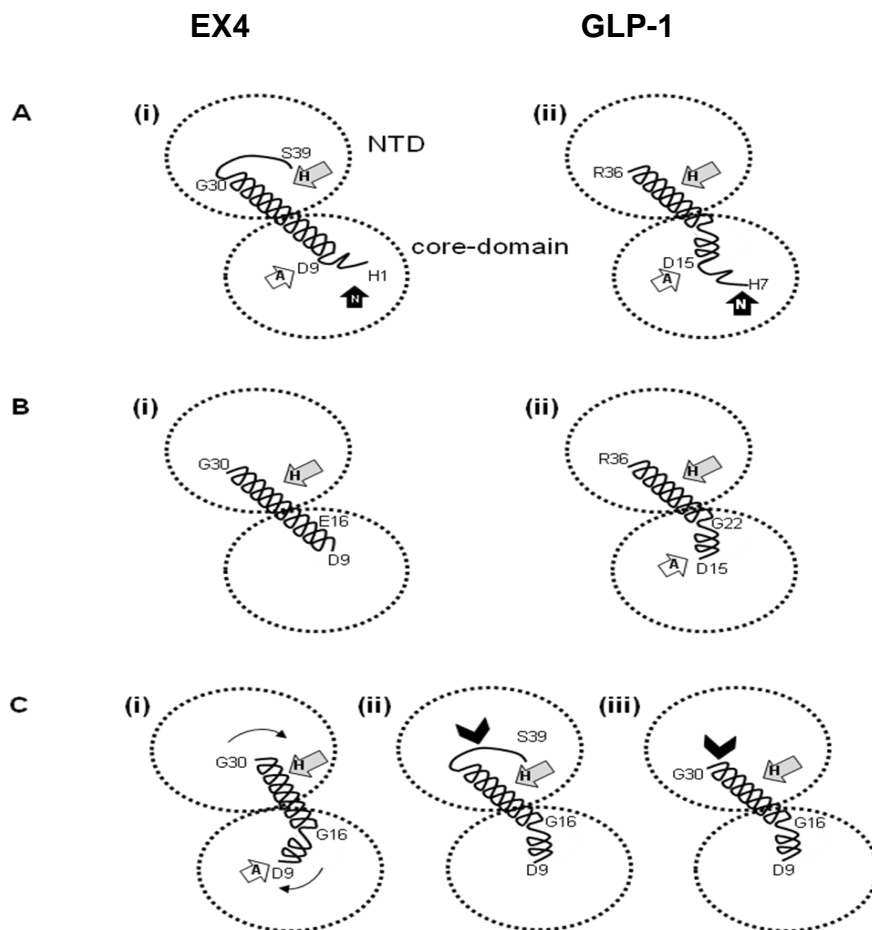 EX4 GLP-1
A (i) (ii)
NTD
S39
H
G30
R36
H
core-domain
D9
A
H1
N
D15
A
H7
N
B (i) (ii)
G30
H
E16
D9
R36
H
G22
A
D15
C (i) (ii) (iii)
G30
H
G16
A
D9
S39
H
G16
D9
G30
H
G16
D9